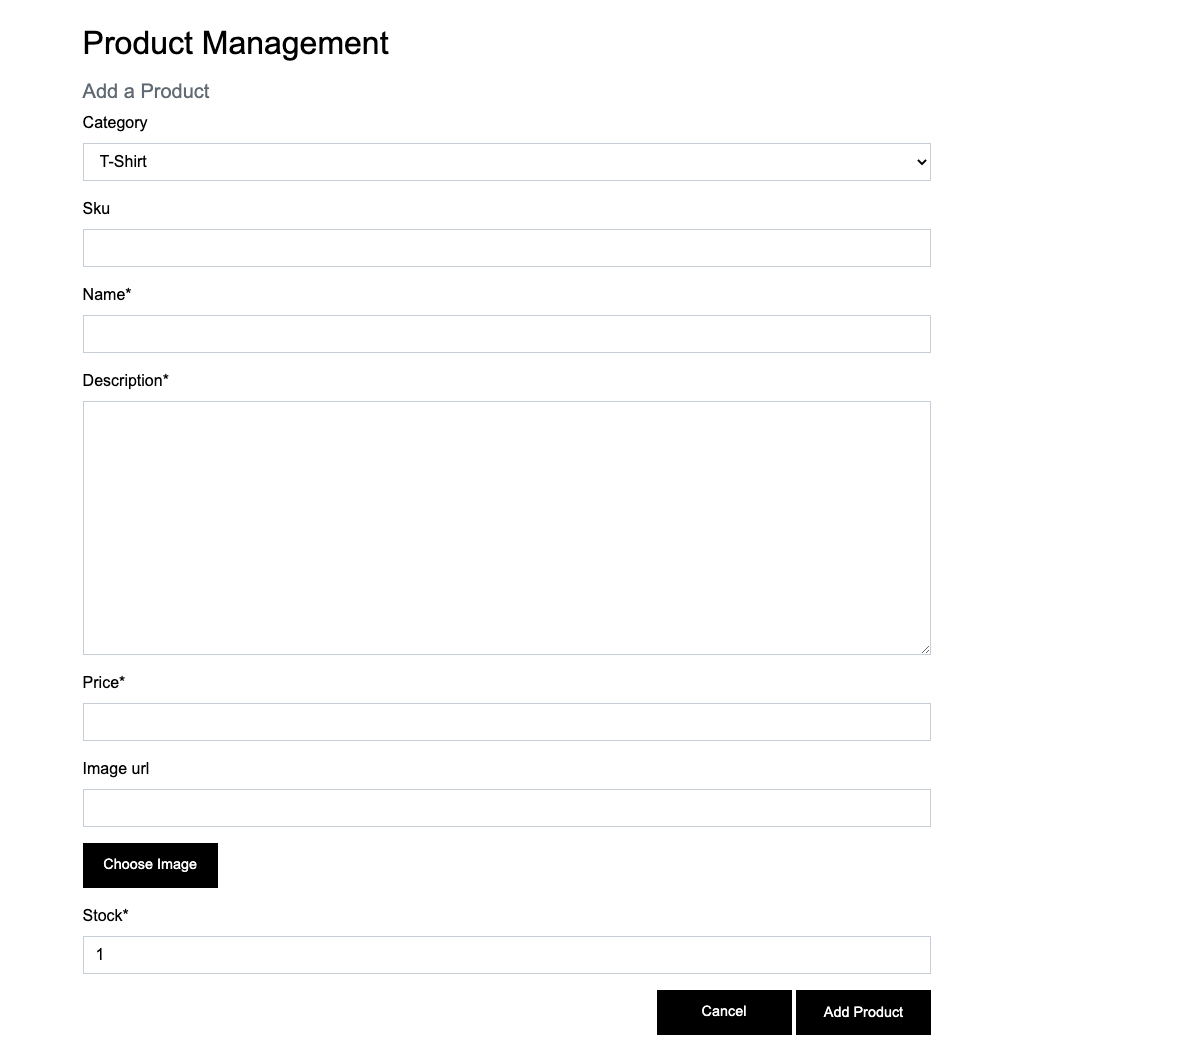 Product Management
Add a Product
Category
T-Shirt
Sku
Name*
Description*
Price*
Image url
Choose Image
Stock*
1
Cancel Add Product